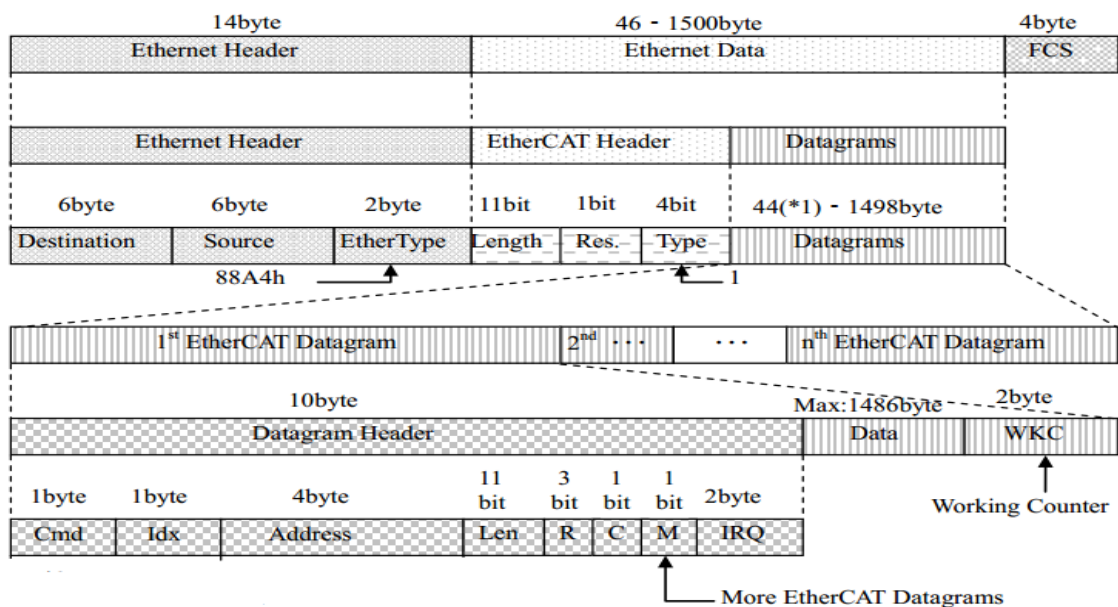 14byte 46 - 1500byte 4byte
Ethernet Header Ethernet Data FCS
Ethernet Header EtherCAT Header Datagrams
6byte 6byte 2byte 11bit 1bit 4bit 44(*1) - 1498byte
Destination Source EtherType Length Res. Type Datagrams
88A4h 1
1st EtherCAT Datagram 2nd ··· ··· nth EtherCAT Datagram
10byte Max:1486byte 2byte
Datagram Header Data WKC
1byte 1byte 4byte 11 bit 3 bit 1 bit 1 bit 2byte
Working Counter
Cmd Idx Address Len R C M IRQ
More EtherCAT Datagrams